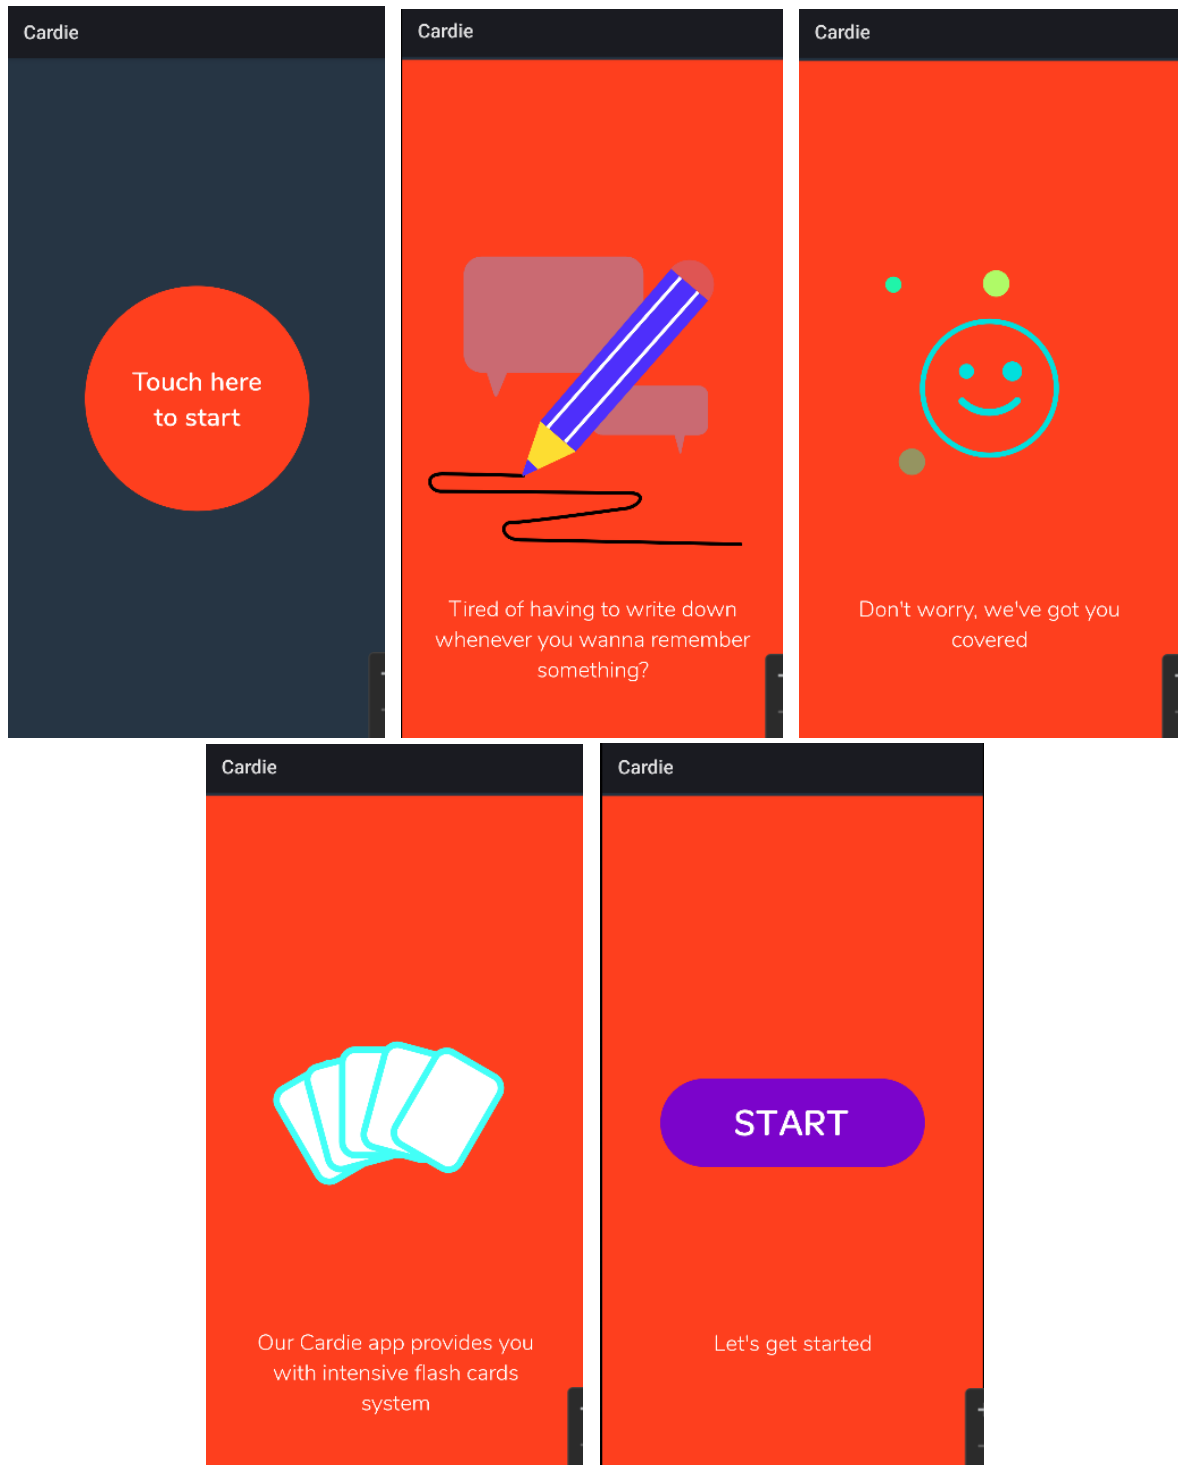 Cardie
Touch here
to start
Cardie
Tired of having to write down
whenever you wanna remember
something?
Cardie
Don't worry, we've got you
covered
Cardie
Our Cardie app provides you
with intensive flash cards
system
Cardie
START
Let's get started